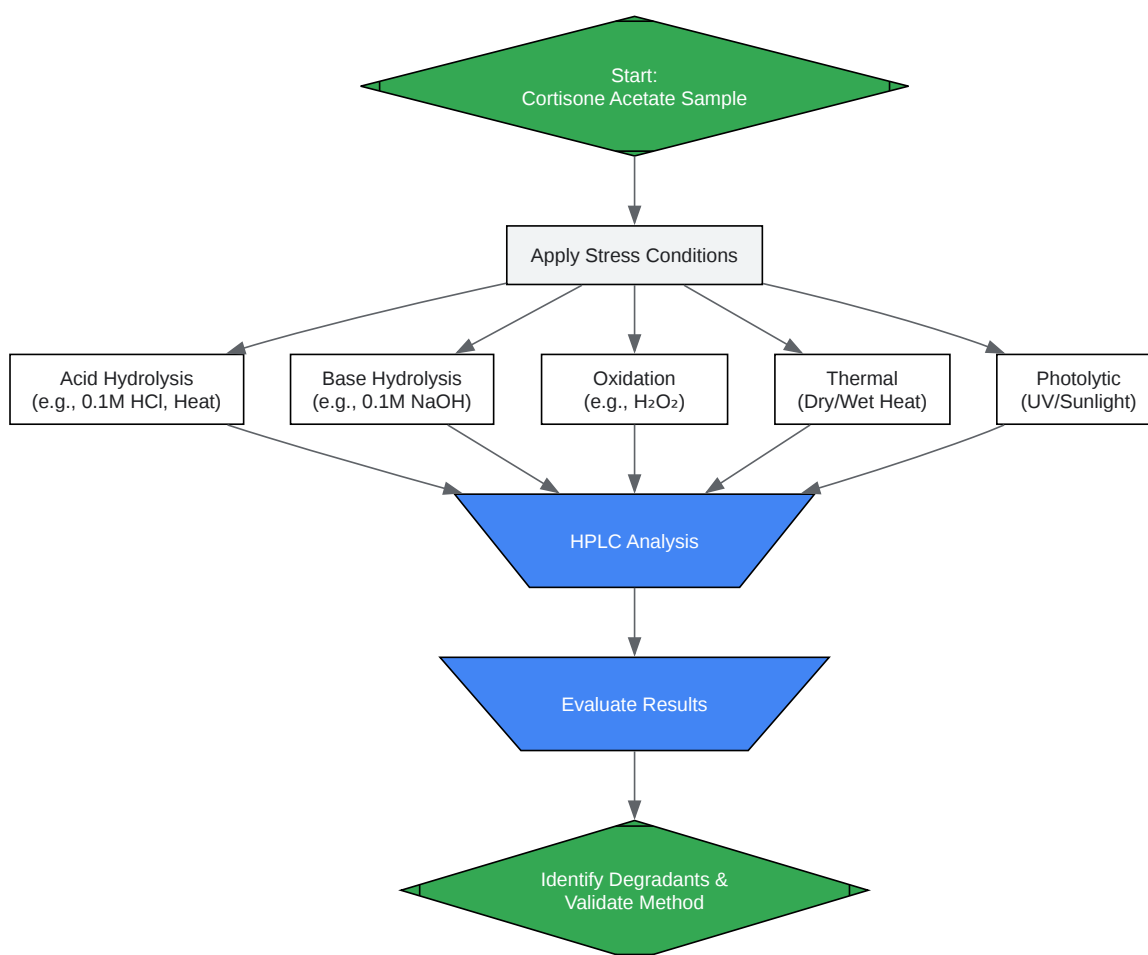 Start:
Cortisone Acetate Sample
Apply Stress Conditions
Acid Hydrolysis
(e.g., 0.1M HCl, Heat)
Base Hydrolysis
(e.g., 0.1M NaOH)
Oxidation
(e.g., H₂O₂)
Thermal
(Dry/Wet Heat)
Photolytic
(UV/Sunlight)
HPLC Analysis
Evaluate Results
Identify Degradants &
Validate Method